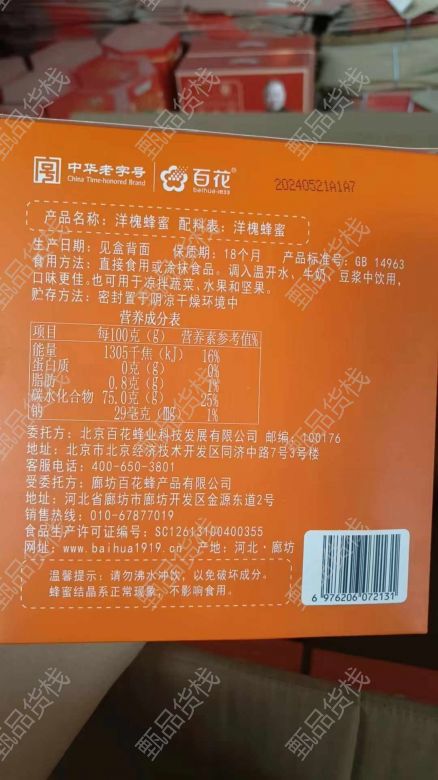 中华老字号
China Time-honored Brand
百花
baihua·1919
20240521A1A7
产品名称：洋槐蜂蜜 配料表：洋槐蜂蜜
生产日期：见盒背面 保质期：18个月 产品标准号：GB 14963
食用方法：直接食用或涂抹食品。调入温开水、牛奶、豆浆中饮用，
口味更佳。也可用于凉拌蔬菜、水果和坚果。
贮存方法：密封置于阴凉干燥环境中
营养成分表
项目 每100克（g） 营养素参考值%
能量 1305千焦（kJ） 16%
蛋白质 0克（g） 0%
脂肪 0.8克（g） 1%
碳水化合物 75.0克（g） 25%
钠 29毫克（mg） 1%
委托方：北京百花蜂业科技发展有限公司 邮编：100176
地址：北京市北京经济技术开发区同济中路7号3号楼
客服电话：400-650-3801
受委托方：廊坊百花蜂产品有限公司
地址：河北省廊坊市廊坊开发区金源东道2号
销售热线：010-67877019
食品生产许可证编号：SC12613100400355
网址：www.baihua1919.cn 产地：河北·廊坊
温馨提示：请勿沸水冲饮，以免破坏成分。
蜂蜜结晶系正常现象，不影响食用。
6 976206 072131
甄品货栈